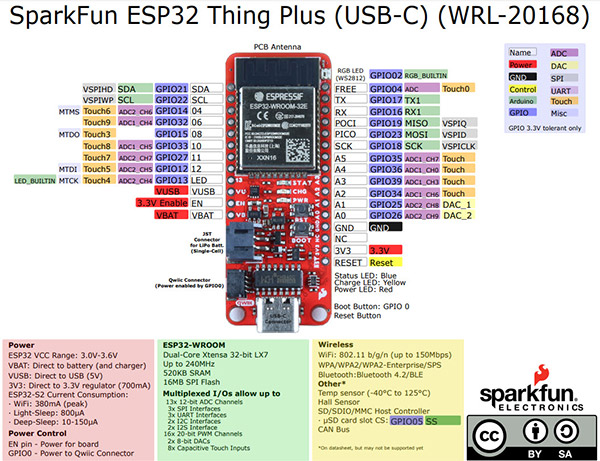 SparkFun ESP32 Thing Plus (USB-C) (WRL-20168)
PCB Antenna
Name ADC
Power DAC
GND SPI
Control UART
Arduino Touch
GPIO Misc
GPIO 3.3V tolerant only
RGB LED (WS2812) GPIO02 RGB_BUILTIN
VSPIHD SDA GPIO21 SDA
FREE GPIO04 ADC Touch0
VSPIWP SCL GPIO22 SCL
TX GPIO17 TX1
MTMS Touch6 ADC2_CH6 GPIO14 04
RX GPIO16 RX1
Touch9 ADC1_CH4 GPIO32 06
POCI GPIO19 MISO VSPIQ
MTDO Touch3 GPIO15 08
PICO GPIO23 MOSI VSPID
Touch8 GPIO33 10
SCK GPIO18 SCK VSPICLK
Touch7 GPIO27 11
A5 GPIO35 ADC1_CH7 Touch
MTDI Touch5 GPIO12 12
A4 GPIO36 ADC1_CH0 Touch
LED_BUILTIN MTCK Touch4 ADC2_CH4 GPIO13 LED
A3 GPIO39 ADC1_CH3 Touch
VUSB VUSB
A2 GPIO34 ADC1_CH6 Touch
3.3V Enable EN
A1 GPIO25 ADC2_CH8 DAC_1
VBAT VBAT
A0 GPIO26 ADC2_CH9 DAC_2
GND GND
NC
3V3 3.3V
RESET Reset
ESPRESSIF
ESP32-WROOM-32E
XXN16
STAT
CHG
PWR
RST
BOOT
JST
Connector
for LiPo Batt.
(Single-Cell)
Qwiic Connector
(Power enabled by GPIO0)
USB-C
Connector
Status LED: Blue
Charge LED: Yellow
Power LED: Red
Boot Button: GPIO 0
Reset Button
Power
ESP32 VCC Range: 3.0V-3.6V
VBAT: Direct to battery (and charger)
VUSB: Direct to USB (5V)
3V3: Direct to 3.3V regulator (700mA)
ESP32-S2 Current Consumption:
· WiFi: 380mA (peak)
· Light-Sleep: 800µA
· Deep-Sleep: 10-150µA
Power Control
EN pin - Power for board
GPIO0 - Power to Qwiic Connector
ESP32-WROOM
Dual-Core Xtensa 32-bit LX7
Up to 240MHz
520KB SRAM
16MB SPI Flash
Multiplexed I/Os allow up to
13x 12-bit ADC Channels
3x SPI Interfaces
3x UART Interfaces
2x I2C Interface
2x I2S Interfaces
16x 20-bit PWM Channels
2x 8-bit DACs
8x Capacitive Touch Inputs
Wireless
WiFi: 802.11 b/g/n (up to 150Mbps)
WPA/WPA2/WPA2-Enterprise/SPS
Bluetooth:Bluetooth 4.2/BLE
Other*
Temp sensor (-40°C to 125°C)
Hall Sensor
SD/SDIO/MMC Host Controller
· µSD card slot CS: GPIO05 SS
CAN Bus
*On datasheet, but may not be supported yet
sparkfun
ELECTRONICS
CC BY SA